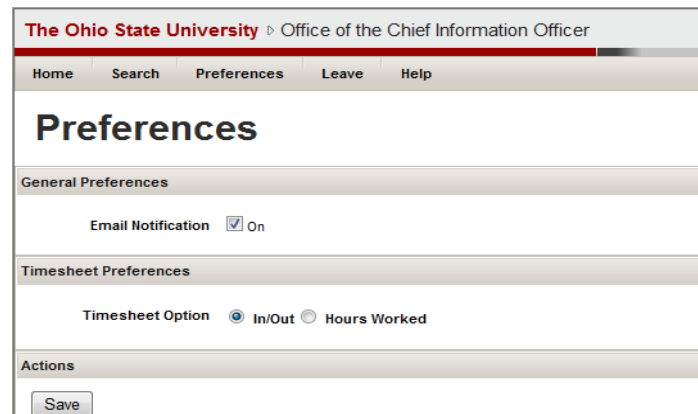 The Ohio State University ▷ Office of the Chief Information Officer
Home Search Preferences Leave Help
Preferences
General Preferences
Email Notification On
Timesheet Preferences
Timesheet Option In/Out Hours Worked
Actions
Save